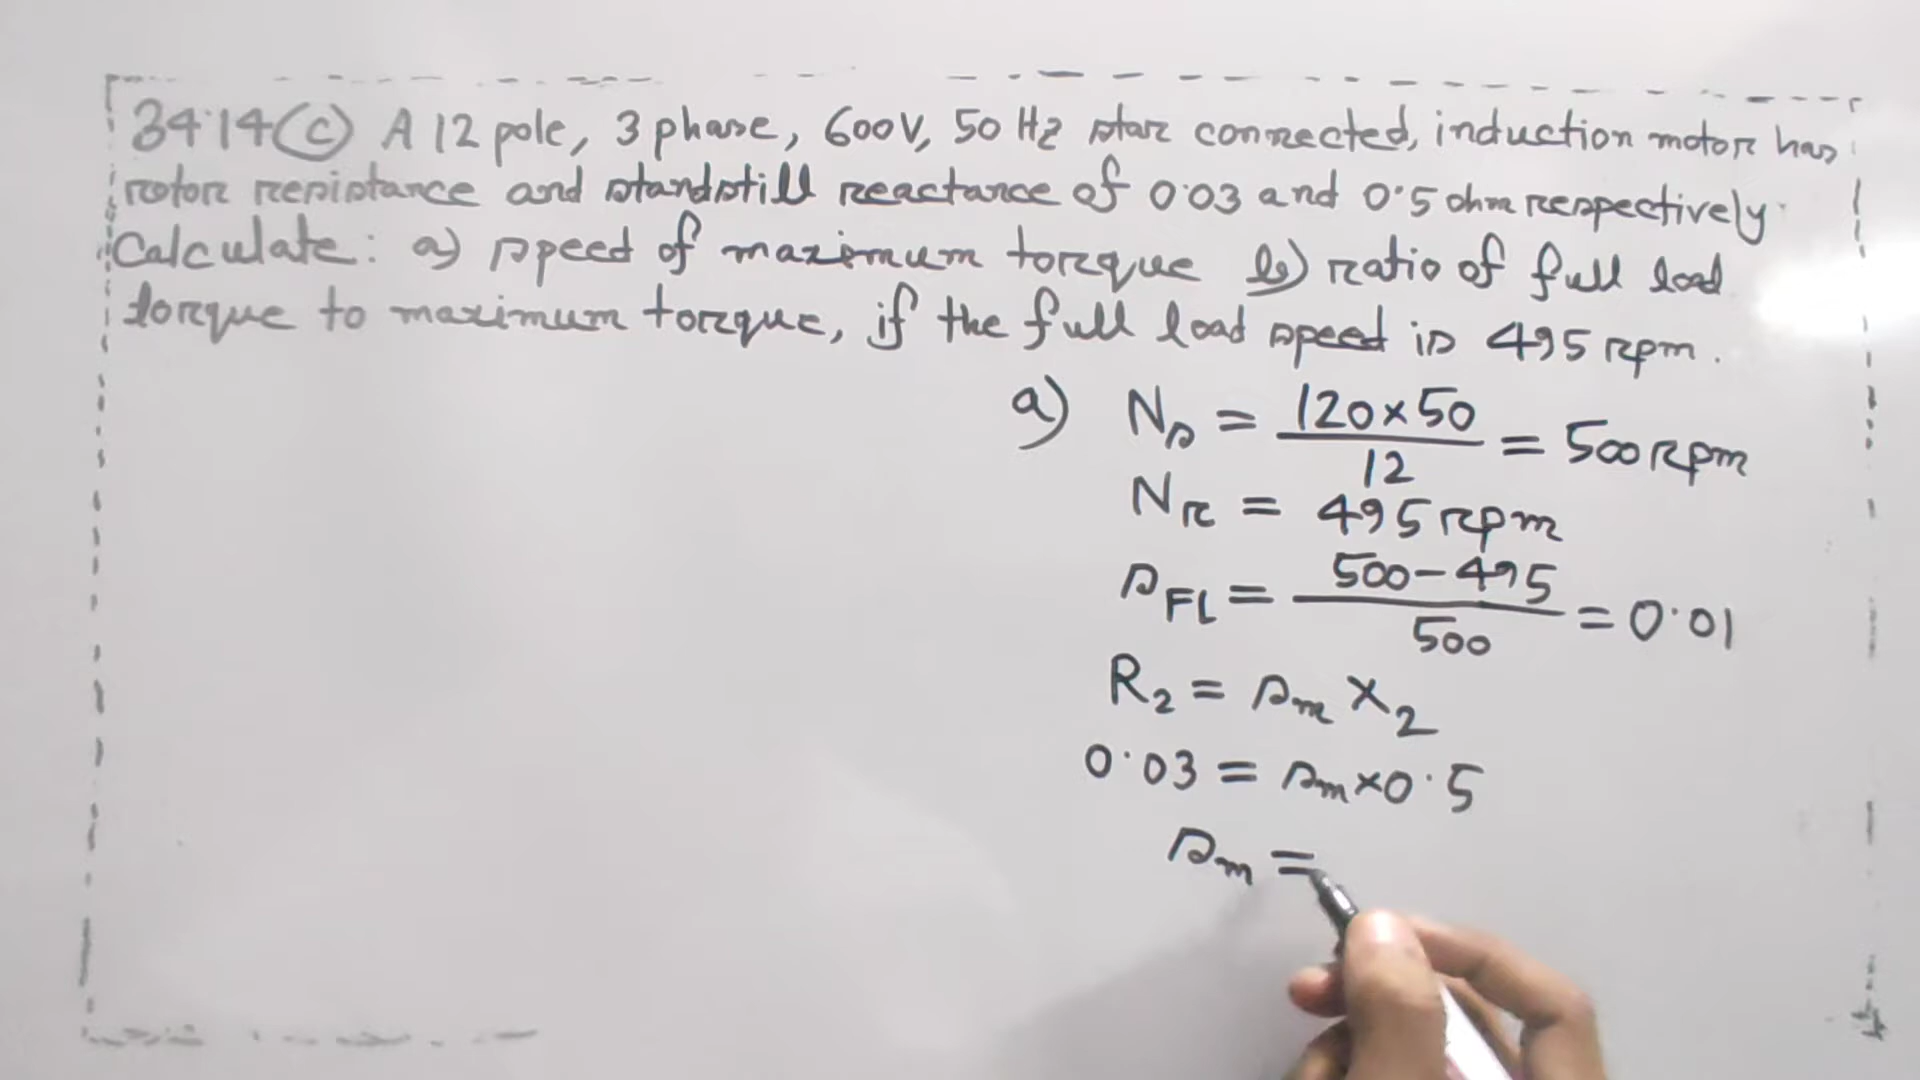 34.14 (c) A 12 pole, 3 phase, 600V, 50 Hz star connected, induction motor has
rotor resistance and standstill reactance of 0.03 and 0.5 ohm respectively.
Calculate: a) speed of maximum torque b) ratio of full load
torque to maximum torque, if the full load speed is 495 rpm.
a) Ns = 120×50 / 12 = 500 rpm
Nr = 495 rpm
sFL = 500-495 / 500 = 0.01
R2 = sm X2
0.03 = sm×0.5
sm =